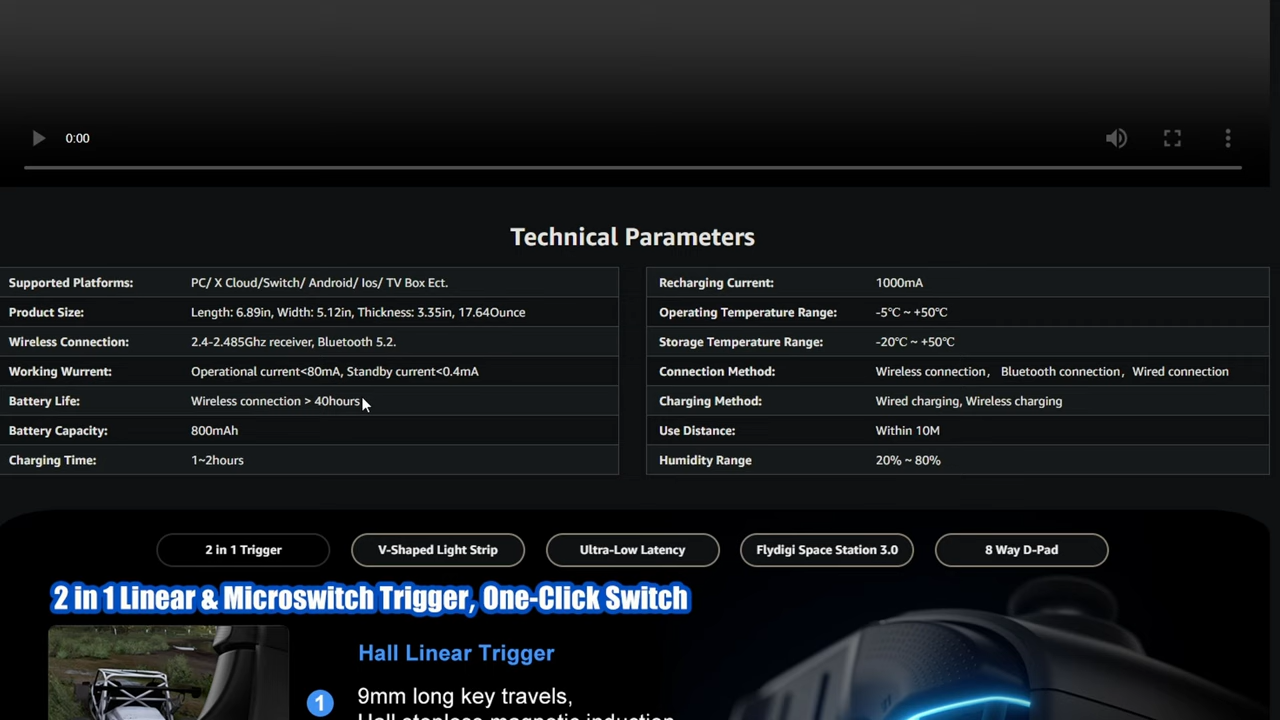 0:00
Technical Parameters
Supported Platforms: PC/ X Cloud/Switch/ Android/ Ios/ TV Box Ect.
Product Size: Length: 6.89in, Width: 5.12in, Thickness: 3.35in, 17.64Ounce
Wireless Connection: 2.4-2.485Ghz receiver, Bluetooth 5.2.
Working Wurrent: Operational current<80mA, Standby current<0.4mA
Battery Life: Wireless connection > 40hours
Battery Capacity: 800mAh
Charging Time: 1~2hours
Recharging Current: 1000mA
Operating Temperature Range: -5℃ ~ +50℃
Storage Temperature Range: -20℃ ~ +50℃
Connection Method: Wireless connection, Bluetooth connection, Wired connection
Charging Method: Wired charging, Wireless charging
Use Distance: Within 10M
Humidity Range 20% ~ 80%
2 in 1 Trigger
V-Shaped Light Strip
Ultra-Low Latency
Flydigi Space Station 3.0
8 Way D-Pad
2 in 1 Linear & Microswitch Trigger, One-Click Switch
Hall Linear Trigger
1 9mm long key travels,
Hall stepless magnetic induction